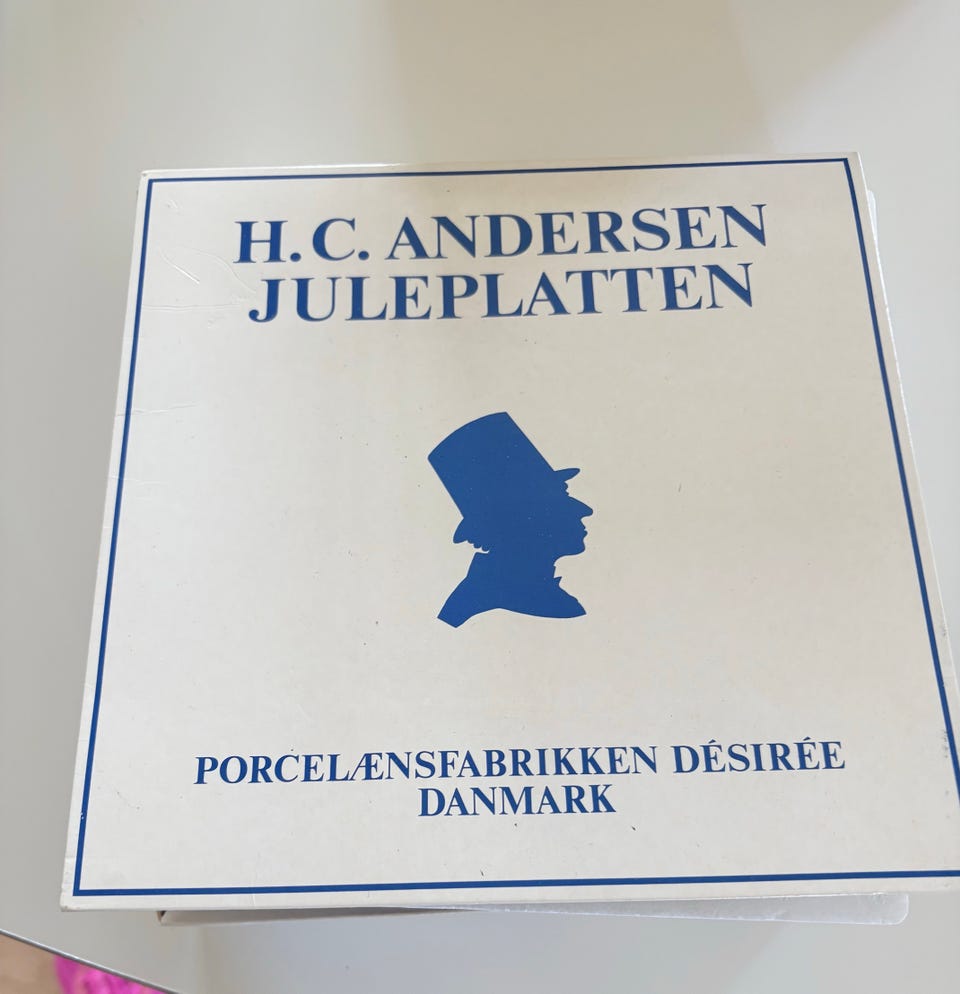 H.C. ANDERSEN
JULEPLATTEN
PORCELÆNSFABRIKKEN DÉSIRÉE
DANMARK